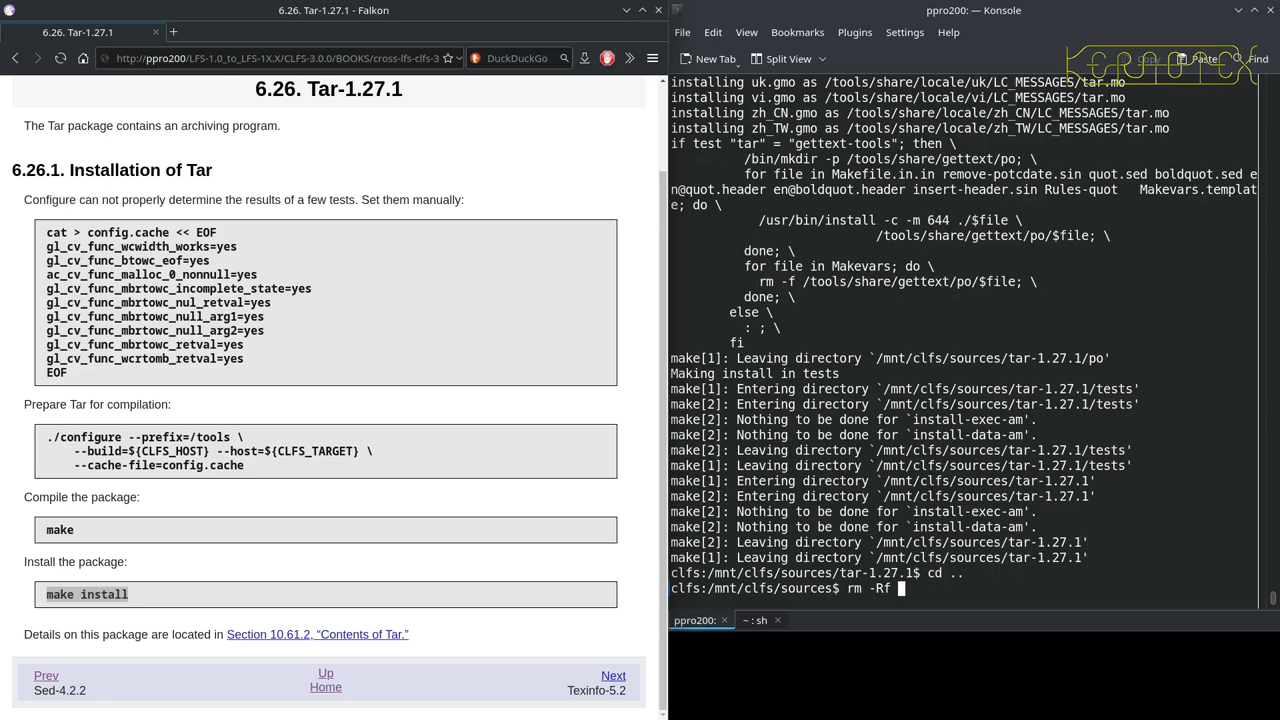 6.26. Tar-1.27.1 - Falkon
6.26. Tar-1.27.1
http://ppro200/LFS-1.0_to_LFS-1X.X/CLFS-3.0.0/BOOKS/cross-lfs-clfs-3
DuckDuckGo
6.26. Tar-1.27.1
The Tar package contains an archiving program.
6.26.1. Installation of Tar
Configure can not properly determine the results of a few tests. Set them manually:
cat > config.cache << EOF
gl_cv_func_wcwidth_works=yes
gl_cv_func_btowc_eof=yes
ac_cv_func_malloc_0_nonnull=yes
gl_cv_func_mbrtowc_incomplete_state=yes
gl_cv_func_mbrtowc_nul_retval=yes
gl_cv_func_mbrtowc_null_arg1=yes
gl_cv_func_mbrtowc_null_arg2=yes
gl_cv_func_mbrtowc_retval=yes
gl_cv_func_wcrtomb_retval=yes
EOF
Prepare Tar for compilation:
./configure --prefix=/tools \
--build=${CLFS_HOST} --host=${CLFS_TARGET} \
--cache-file=config.cache
Compile the package:
make
Install the package:
make install
Details on this package are located in Section 10.61.2, “Contents of Tar.”
Prev
Sed-4.2.2
Up
Home
Next
Texinfo-5.2
ppro200: — Konsole
File Edit View Bookmarks Plugins Settings Help
New Tab Split View Copy Paste Find
installing uk.gmo as /tools/share/locale/uk/LC_MESSAGES/tar.mo
installing vi.gmo as /tools/share/locale/vi/LC_MESSAGES/tar.mo
installing zh_CN.gmo as /tools/share/locale/zh_CN/LC_MESSAGES/tar.mo
installing zh_TW.gmo as /tools/share/locale/zh_TW/LC_MESSAGES/tar.mo
if test "tar" = "gettext-tools"; then \
/bin/mkdir -p /tools/share/gettext/po; \
for file in Makefile.in.in remove-potcdate.sin quot.sed boldquot.sed e
n@quot.header en@boldquot.header insert-header.sin Rules-quot   Makevars.templat
e; do \
/usr/bin/install -c -m 644 ./$file \
/tools/share/gettext/po/$file; \
done; \
for file in Makevars; do \
rm -f /tools/share/gettext/po/$file; \
done; \
else \
: ; \
fi
make[1]: Leaving directory `/mnt/clfs/sources/tar-1.27.1/po'
Making install in tests
make[1]: Entering directory `/mnt/clfs/sources/tar-1.27.1/tests'
make[2]: Entering directory `/mnt/clfs/sources/tar-1.27.1/tests'
make[2]: Nothing to be done for `install-exec-am'.
make[2]: Nothing to be done for `install-data-am'.
make[2]: Leaving directory `/mnt/clfs/sources/tar-1.27.1/tests'
make[1]: Leaving directory `/mnt/clfs/sources/tar-1.27.1/tests'
make[1]: Entering directory `/mnt/clfs/sources/tar-1.27.1'
make[2]: Entering directory `/mnt/clfs/sources/tar-1.27.1'
make[2]: Nothing to be done for `install-exec-am'.
make[2]: Nothing to be done for `install-data-am'.
make[2]: Leaving directory `/mnt/clfs/sources/tar-1.27.1'
make[1]: Leaving directory `/mnt/clfs/sources/tar-1.27.1'
clfs:/mnt/clfs/sources/tar-1.27.1$ cd ..
clfs:/mnt/clfs/sources$ rm -Rf
ppro200:
~ : sh